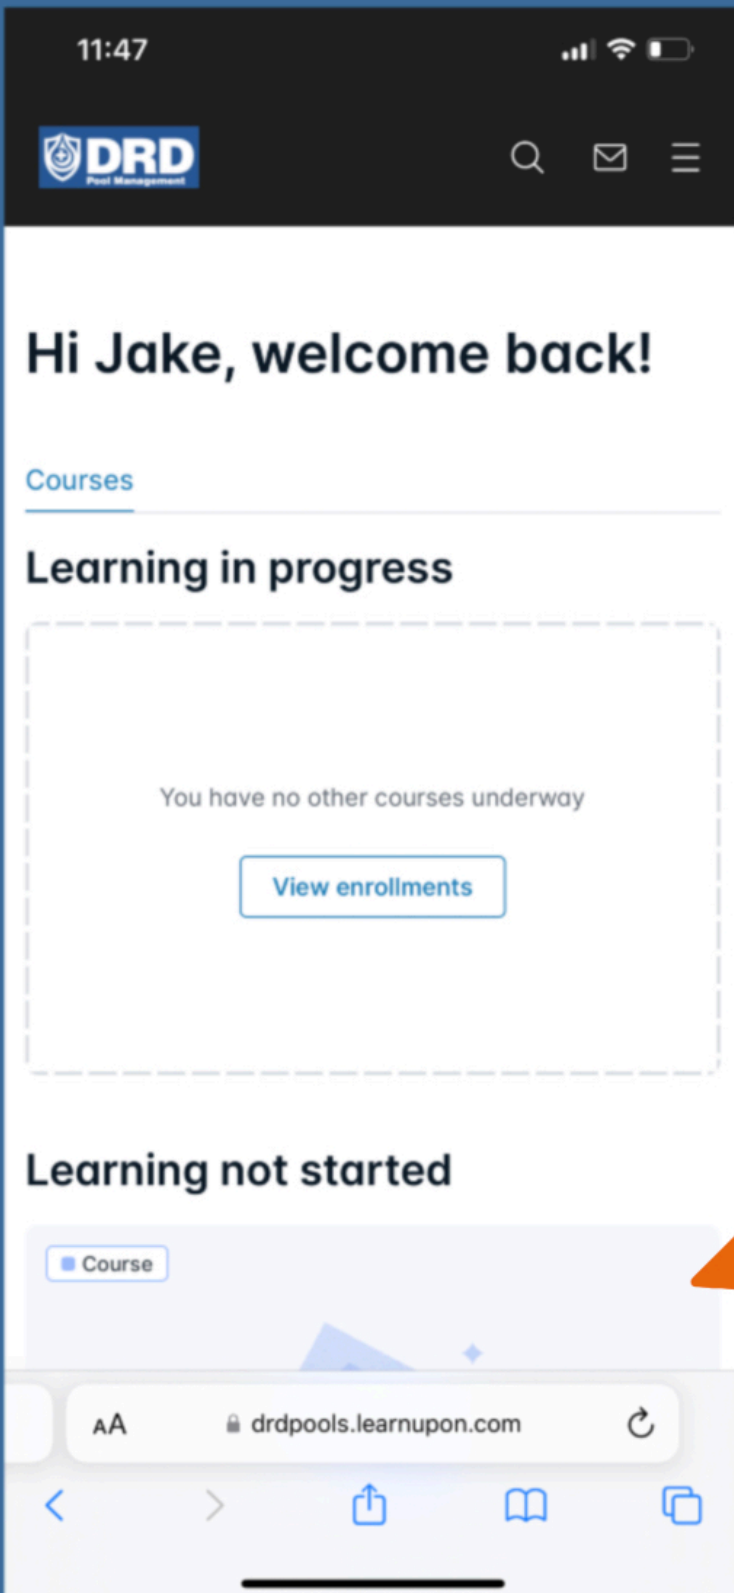 11:47
DRD
Pool Management
Hi Jake, welcome back!
Courses
Learning in progress
You have no other courses underway
View enrollments
Learning not started
Course
AA
drdpools.learnupon.com